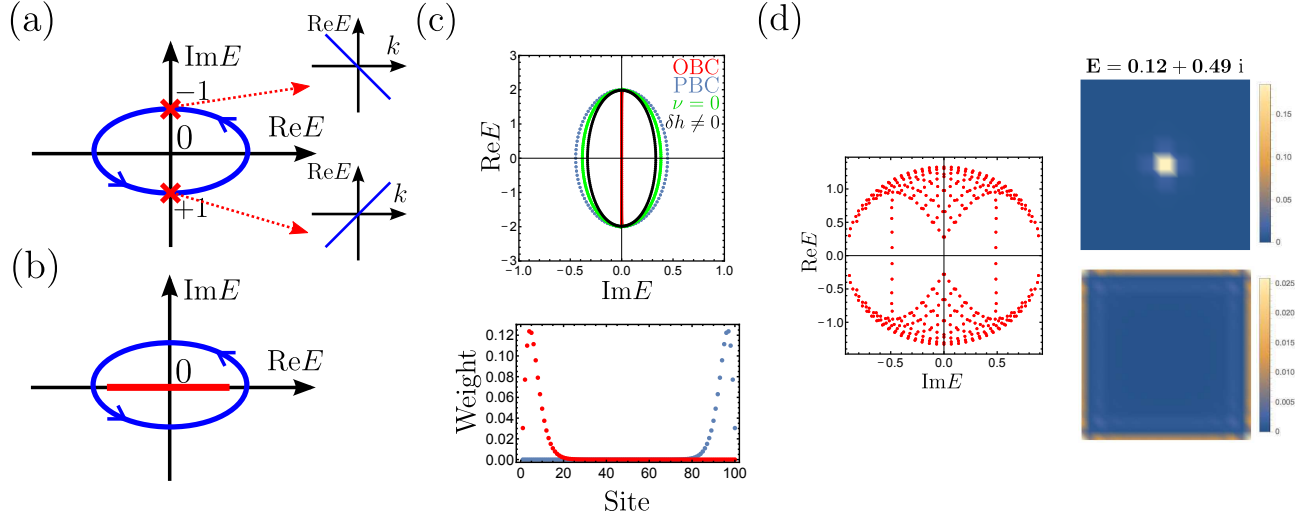 (a)
ImE
−1
0
ReE
+1
ReE
k
ReE
k
(b)
ImE
0
ReE
(c)
3
2
1
0
−1
−2
−3
ReE
OBC
PBC
ν = 0
δh ≠ 0
−1.0 −0.5 0.0 0.5 1.0
ImE
0.12
0.10
0.08
0.06
0.04
0.02
0.00
Weight
0 20 40 60 80 100
Site
(d)
1.0
0.5
0.0
−0.5
−1.0
ReE
−0.5 0.0 0.5
ImE
E = 0.12 + 0.49 i
0.15
0.10
0.05
0
0.025
0.020
0.015
0.010
0.005
0